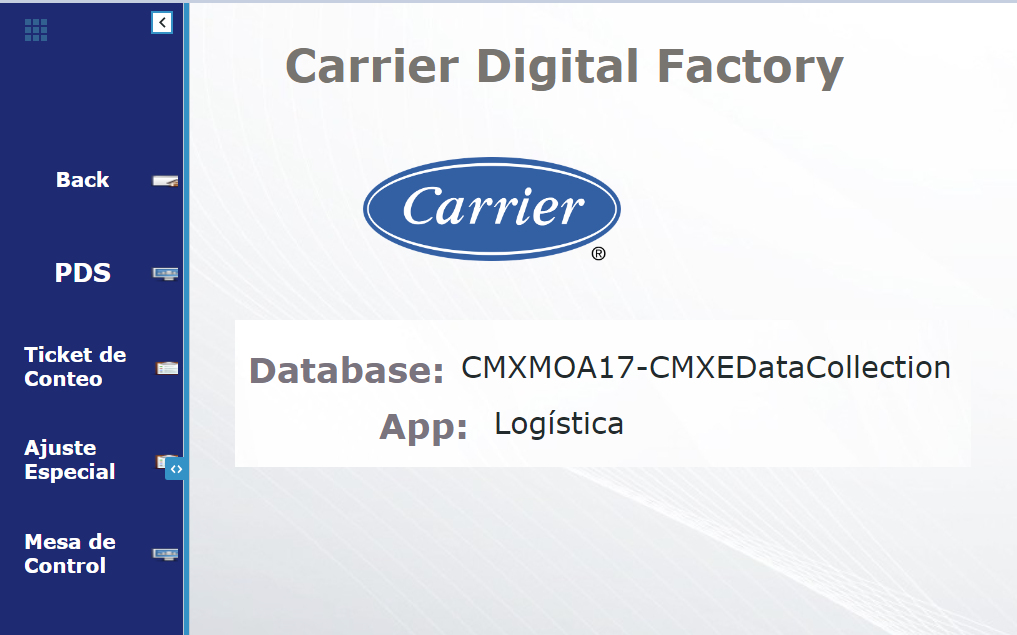 Carrier Digital Factory
Back
Carrier
®
PDS
Ticket de
Conteo
Database: CMXMOA17-CMXEDataCollection
App: Logística
Ajuste
Especial
Mesa de
Control